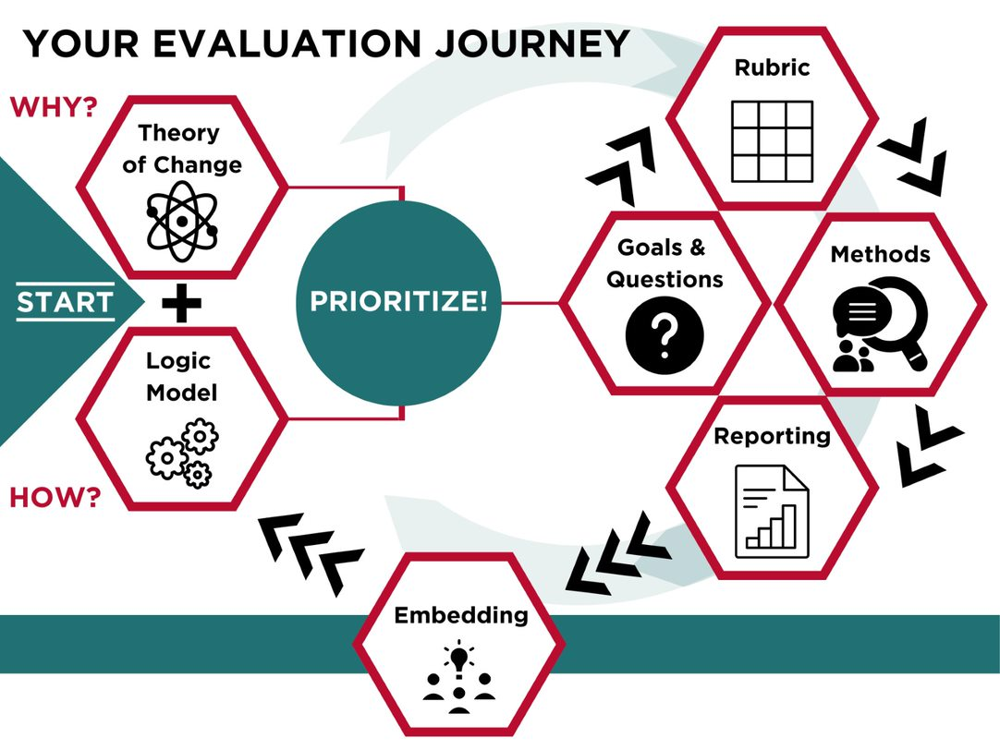 YOUR EVALUATION JOURNEY
WHY?
Theory
of Change
START
+
Logic
Model
HOW?
PRIORITIZE!
Goals &
Questions
?
Rubric
Methods
Reporting
Embedding